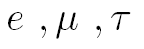 e , μ , τ